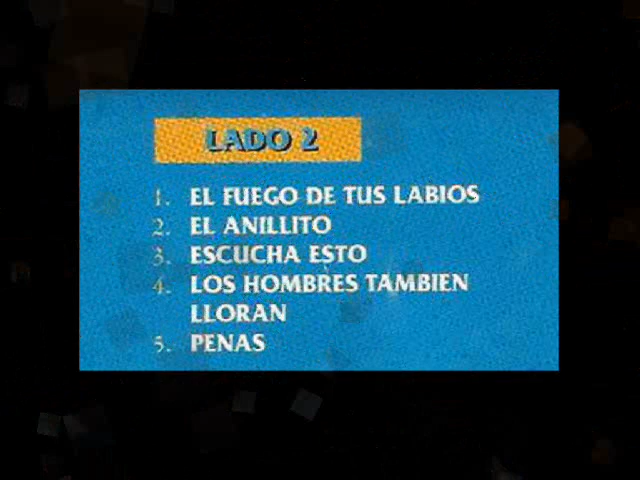 LADO 2
1. EL FUEGO DE TUS LABIOS
2. EL ANILLITO
3. ESCUCHA ESTO
4. LOS HOMBRES TAMBIEN
LLORAN
5. PENAS